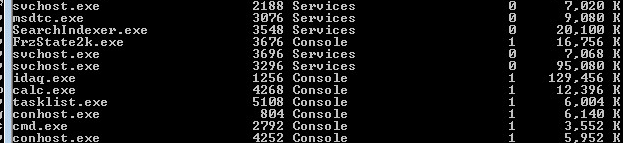 svchost.exe 2188 Services 0 7,020 K
msdtc.exe 3076 Services 0 9,080 K
SearchIndexer.exe 3548 Services 0 20,100 K
FrzState2k.exe 3676 Console 1 16,756 K
svchost.exe 3696 Services 0 7,068 K
svchost.exe 3296 Services 0 95,080 K
idaq.exe 1256 Console 1 129,456 K
calc.exe 4268 Console 1 12,396 K
tasklist.exe 5108 Console 1 6,004 K
conhost.exe 804 Console 1 6,140 K
cmd.exe 2792 Console 1 3,552 K
conhost.exe 4252 Console 1 5,952 K